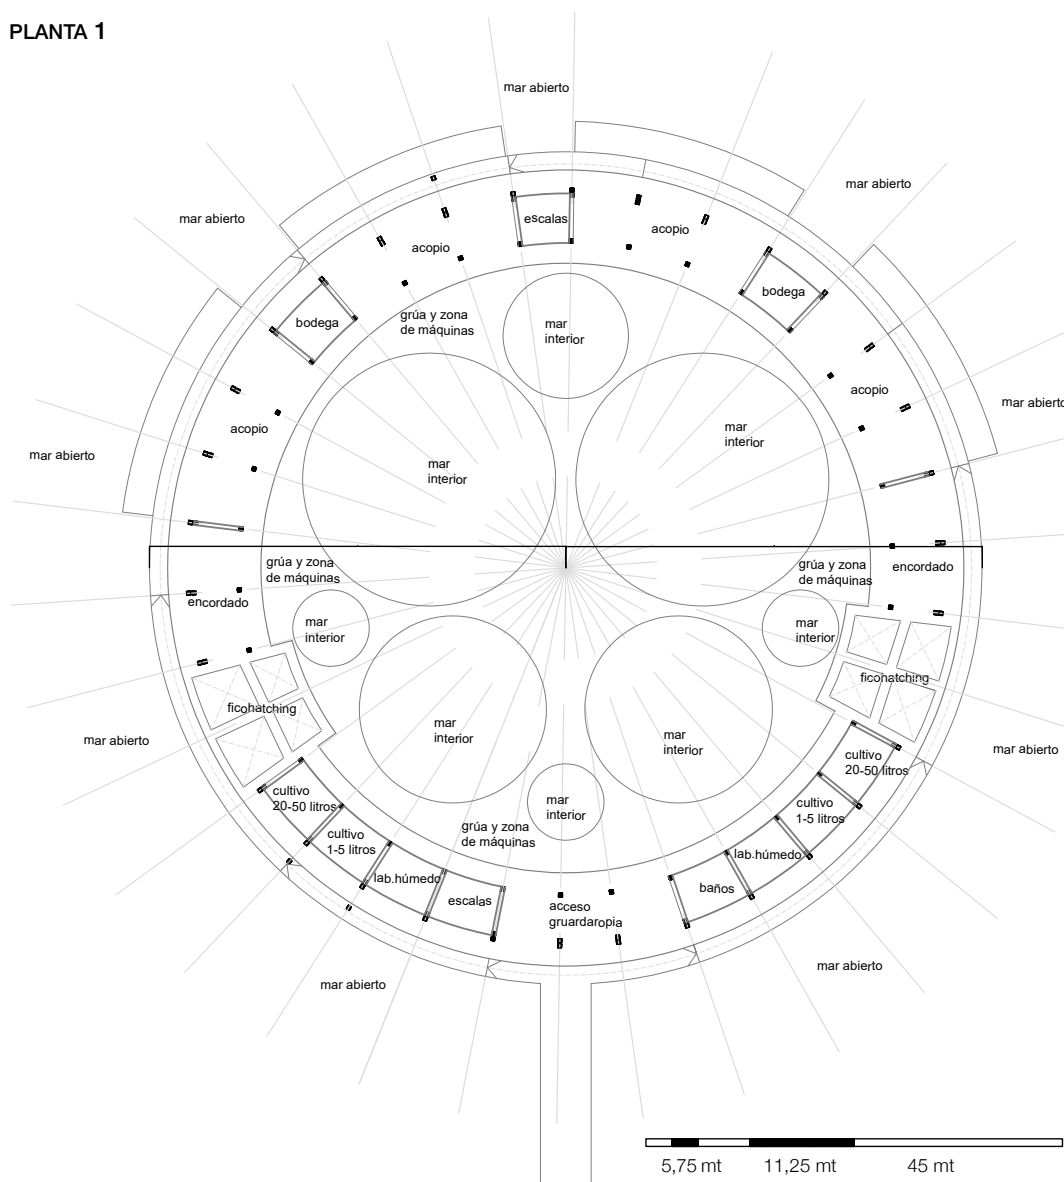 PLANTA 1
mar abierto
mar abierto
mar abierto
escalas
acopio
acopio
bodega
bodega
grúa y zona
de máquinas
mar
interior
acopio
mar abierto
acopio
mar
interior
mar abierto
mar
interior
grúa y zona
de máquinas
grúa y zona
de máquinas
encordado
encordado
mar
interior
mar
interior
ficohatching
ficohatching
mar abierto
mar
interior
mar
interior
mar abierto
cultivo
20-50 litros
cultivo
20-50 litros
mar
interior
cultivo
1-5 litros
cultivo
1-5 litros
grúa y zona
de máquinas
lab.húmedo
lab.húmedo
escalas
baños
acceso
gruardaropia
mar abierto
mar abierto
5,75 mt
11,25 mt
45 mt